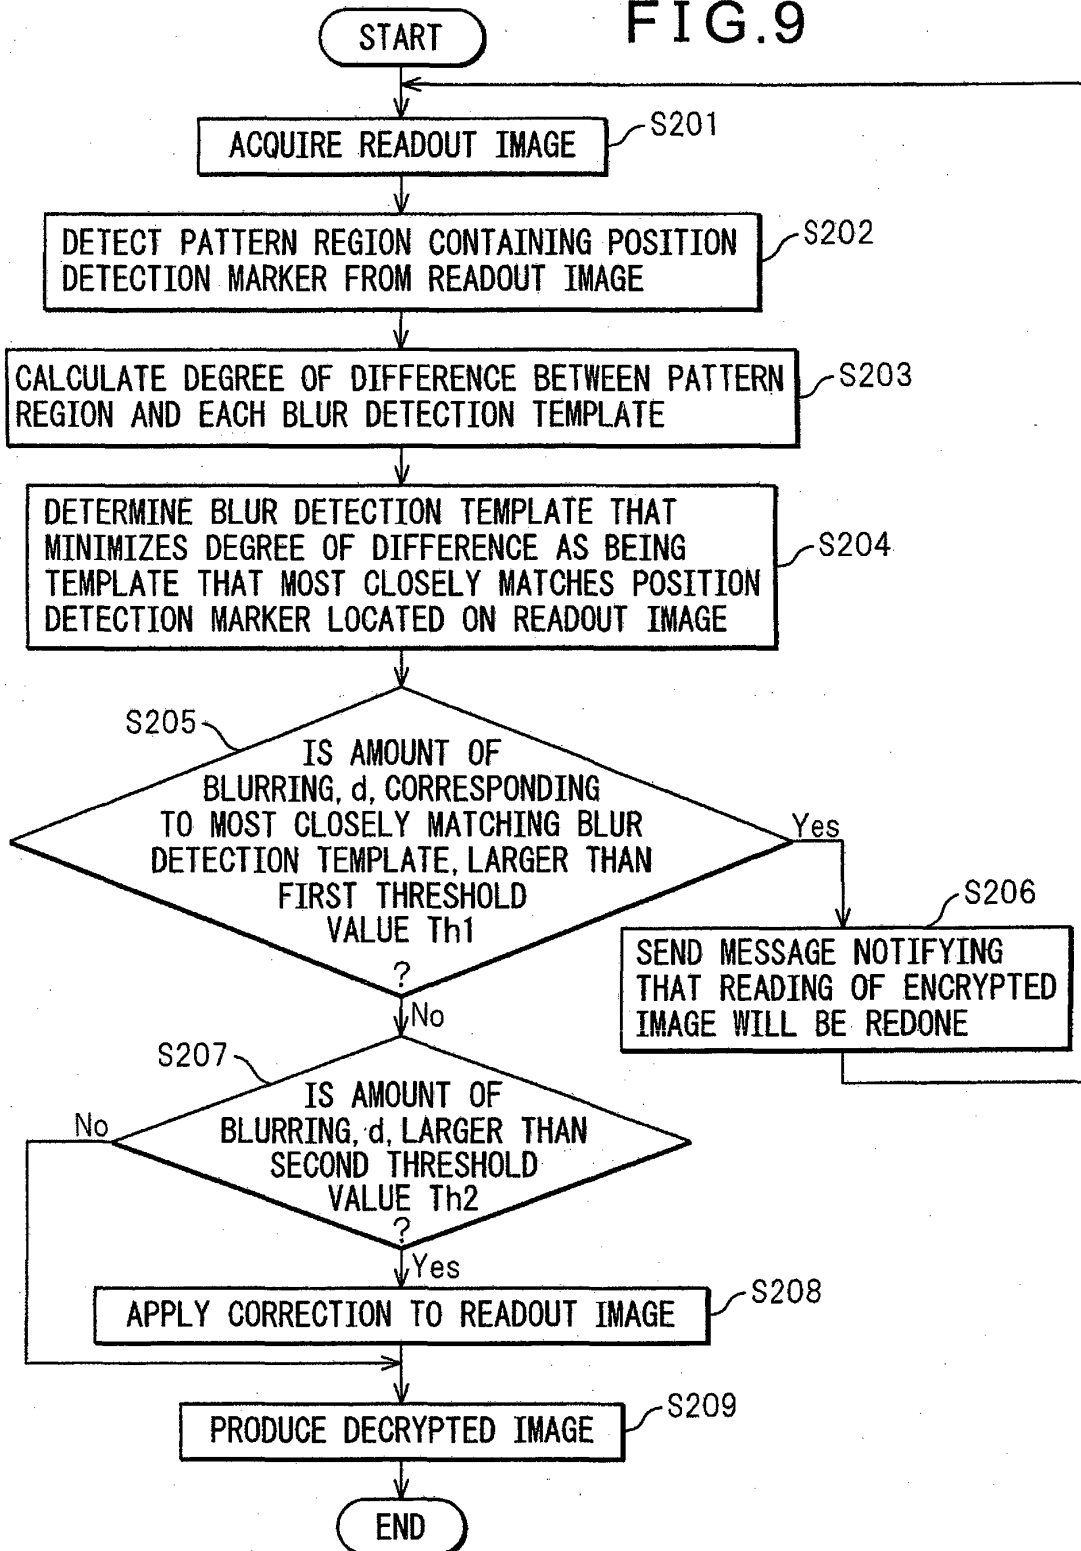 FIG.9
START
ACQUIRE READOUT IMAGE
S201
DETECT PATTERN REGION CONTAINING POSITION
DETECTION MARKER FROM READOUT IMAGE
S202
CALCULATE DEGREE OF DIFFERENCE BETWEEN PATTERN
REGION AND EACH BLUR DETECTION TEMPLATE
S203
DETERMINE BLUR DETECTION TEMPLATE THAT
MINIMIZES DEGREE OF DIFFERENCE AS BEING
TEMPLATE THAT MOST CLOSELY MATCHES POSITION
DETECTION MARKER LOCATED ON READOUT IMAGE
S204
S205
IS AMOUNT OF
BLURRING, d, CORRESPONDING
TO MOST CLOSELY MATCHING BLUR
DETECTION TEMPLATE, LARGER THAN
FIRST THRESHOLD
VALUE Th1
?
Yes
No
S206
SEND MESSAGE NOTIFYING
THAT READING OF ENCRYPTED
IMAGE WILL BE REDONE
S207
IS AMOUNT OF
BLURRING, d, LARGER THAN
SECOND THRESHOLD
VALUE Th2
?
No
Yes
APPLY CORRECTION TO READOUT IMAGE
S208
PRODUCE DECRYPTED IMAGE
S209
END